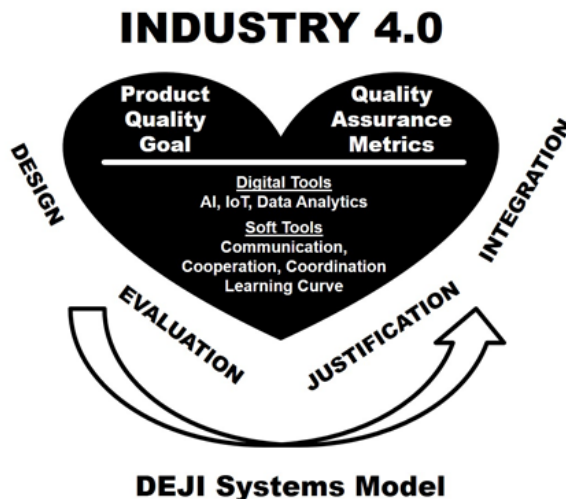 INDUSTRY 4.0
Product
Quality
Goal
Quality
Assurance
Metrics
Digital Tools
AI, IoT, Data Analytics
Soft Tools
Communication,
Cooperation, Coordination
Learning Curve
DESIGN
EVALUATION
JUSTIFICATION
INTEGRATION
DEJI Systems Model